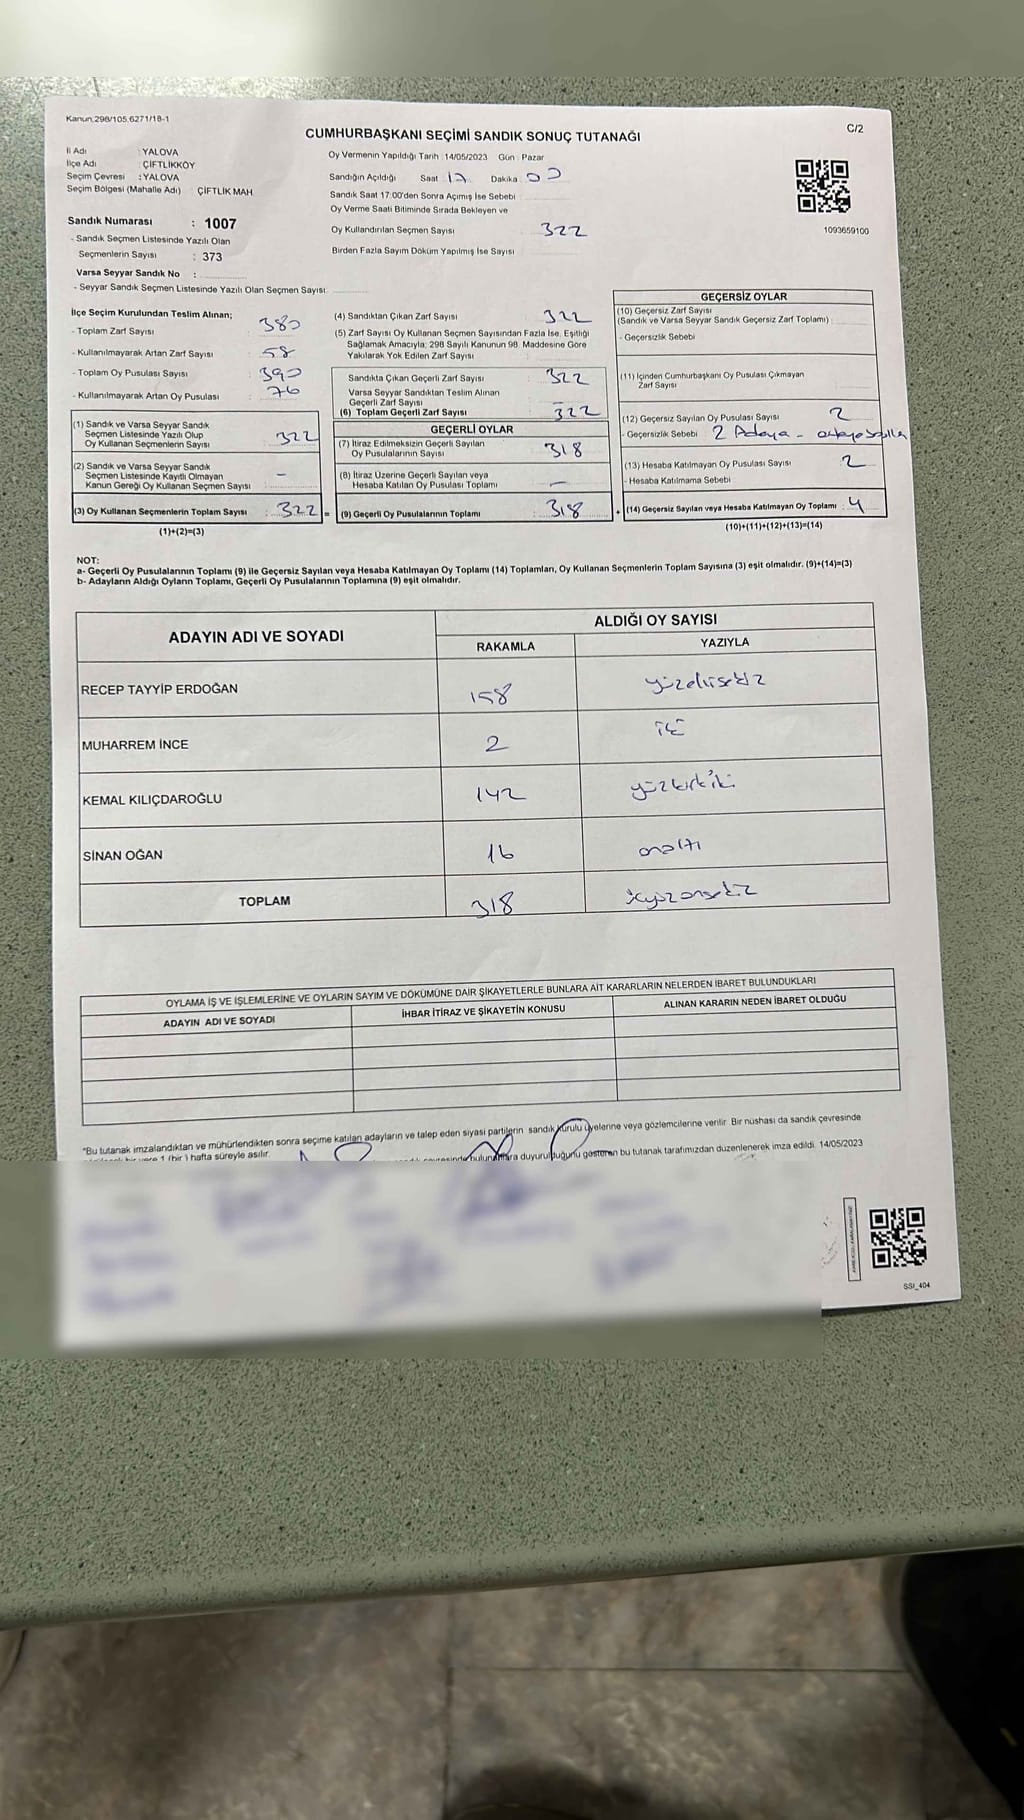 Kanun:298/105,6271/18-1
CUMHURBAŞKANI SEÇİMİ SANDIK SONUÇ TUTANAĞI
C/2
İl Adı : YALOVA
İlçe Adı : ÇİFTLİKKÖY
Seçim Çevresi : YALOVA
Seçim Bölgesi (Mahalle Adı) : ÇİFTLİK MAH
Sandık Numarası : 1007
- Sandık Seçmen Listesinde Yazılı Olan
Seçmenlerin Sayısı : 373
Varsa Seyyar Sandık No :
- Seyyar Sandık Seçmen Listesinde Yazılı Olan Seçmen Sayısı:
Oy Vermenin Yapıldığı Tarih :14/05/2023 Gün : Pazar
Sandığın Açıldığı Saat 17 Dakika 00
Sandık Saat 17:00'den Sonra Açımış İse Sebebi
Oy Verme Saati Bitiminde Sırada Bekleyen ve
Oy Kullandırılan Seçmen Sayısı 322
Birden Fazla Sayım Döküm Yapılmış İse Sayısı
1093659100
İlçe Seçim Kurulundan Teslim Alınan;
- Toplam Zarf Sayısı : 380
- Kullanılmayarak Artan Zarf Sayısı : 58
- Toplam Oy Pusulası Sayısı : 390
- Kullanılmayarak Artan Oy Pusulası : 76
(1) Sandık ve Varsa Seyyar Sandık
Seçmen Listesinde Yazılı Olup
Oy Kullanan Seçmenlerin Sayısı : 322
(2) Sandık ve Varsa Seyyar Sandık
Seçmen Listesinde Kayıtlı Olmayan
Kanun Gereği Oy Kullanan Seçmen Sayısı : -
(3) Oy Kullanan Seçmenlerin Toplam Sayısı : 322 =
(1)+(2)=(3)
(4) Sandıktan Çıkan Zarf Sayısı : 322
(5) Zarf Sayısı Oy Kullanan Seçmen Sayısından Fazla İse, Eşitliği
Sağlamak Amacıyla; 298 Sayılı Kanunun 98. Maddesine Göre
Yakılarak Yok Edilen Zarf Sayısı
Sandıkta Çıkan Geçerli Zarf Sayısı : 322
Varsa Seyyar Sandıktan Teslim Alınan
Geçerli Zarf Sayısı : -
(6) Toplam Geçerli Zarf Sayısı : 322
GEÇERLİ OYLAR
(7) İtiraz Edilmeksizin Geçerli Sayılan
Oy Pusulalarının Sayısı : 318
(8) İtiraz Üzerine Geçerli Sayılan veya
Hesaba Katılan Oy Pusulası Toplamı : -
(9) Geçerli Oy Pusulalarının Toplamı : 318 +
GEÇERSİZ OYLAR
(10) Geçersiz Zarf Sayısı
(Sandık ve Varsa Seyyar Sandık Geçersiz Zarf Toplamı) :
- Geçersizlik Sebebi
(11) İçinden Cumhurbaşkanı Oy Pusulası Çıkmayan
Zarf Sayısı
(12) Geçersiz Sayılan Oy Pusulası Sayısı : 2
- Geçersizlik Sebebi 2 Adaya -
(13) Hesaba Katılmayan Oy Pusulası Sayısı : 2
- Hesaba Katılmama Sebebi
(14) Geçersiz Sayılan veya Hesaba Katılmayan Oy Toplamı : 4
(10)+(11)+(12)+(13)=(14)
NOT:
a- Geçerli Oy Pusulalarının Toplamı (9) ile Geçersiz Sayılan veya Hesaba Katılmayan Oy Toplamı (14) Toplamları, Oy Kullanan Seçmenlerin Toplam Sayısına (3) eşit olmalıdır. (9)+(14)=(3)
b- Adayların Aldığı Oyların Toplamı, Geçerli Oy Pusulalarının Toplamına (9) eşit olmalıdır.
ADAYIN ADI VE SOYADI
ALDIĞI OY SAYISI
RAKAMLA YAZIYLA
RECEP TAYYİP ERDOĞAN 158 yüzellisekiz
MUHARREM İNCE 2 iki
KEMAL KILIÇDAROĞLU 142 yüzkırkiki
SİNAN OĞAN 16 onaltı
TOPLAM 318 üçyüzonsekiz
OYLAMA İŞ VE İŞLEMLERİNE VE OYLARIN SAYIM VE DÖKÜMÜNE DAİR ŞİKAYETLERLE BUNLARA AİT KARARLARIN NELERDEN İBARET BULUNDUKLARI
ADAYIN ADI VE SOYADI İHBAR İTİRAZ VE ŞİKAYETİN KONUSU ALINAN KARARIN NEDEN İBARET OLDUĞU
*Bu tutanak imzalandıktan ve mühürlendikten sonra seçime katılan adayların ve talep eden siyasi partilerin sandık kurulu üyelerine veya gözlemcilerine verilir. Bir nüshası da sandık çevresinde
1 (bir ) hafta süreyle asılır. bulunanlara duyurulduğunu gösteren bu tutanak tarafımızdan düzenlenerek imza edildi. 14/05/2023
SSI_404